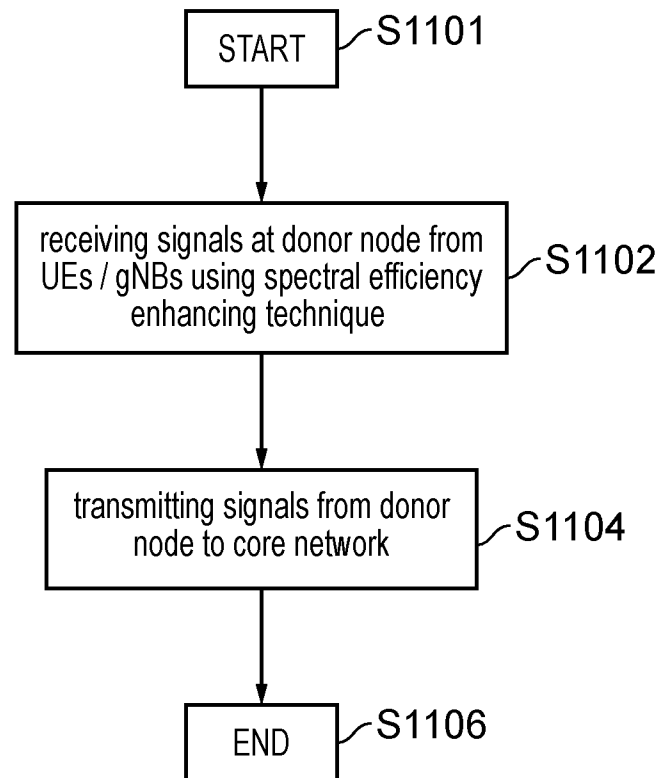 START
S1101
receiving signals at donor node from
UEs / gNBs using spectral efficiency
enhancing technique
S1102
transmitting signals from donor
node to core network
S1104
END
S1106